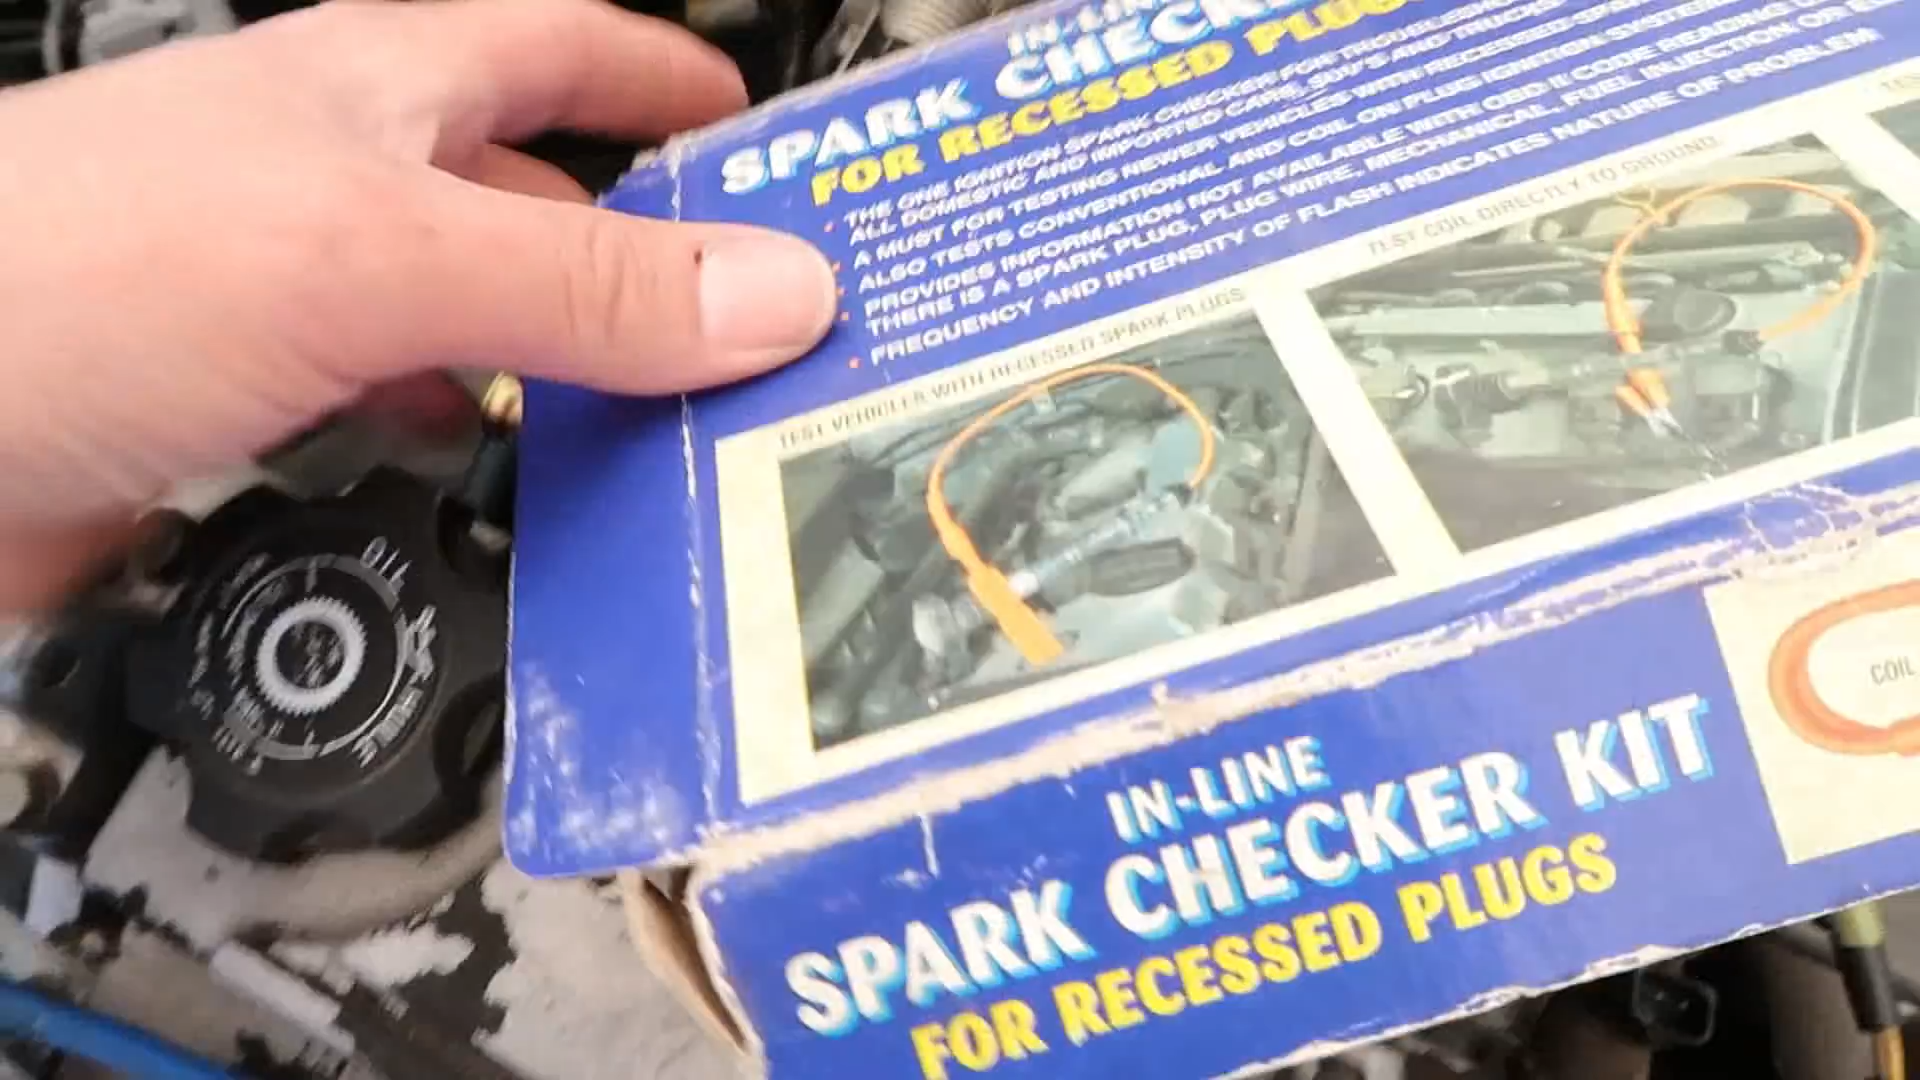 IN-LINE
SPARK CHECKER
FOR RECESSED PLUGS
THE ONE IGNITION SPARK CHECKER FOR TROUBLESHOOTING
ALL DOMESTIC AND IMPORTED CARS, SUV'S AND TRUCKS
A MUST FOR TESTING NEWER VEHICLES WITH RECESSED SPARK
ALSO TESTS CONVENTIONAL AND COIL ON PLUG IGNITION SYSTEMS
PROVIDES INFORMATION NOT AVAILABLE WITH OBD II CODE READING
THERE IS A SPARK PLUG, PLUG WIRE, MECHANICAL, FUEL INJECTION OR
FREQUENCY AND INTENSITY OF FLASH INDICATES NATURE OF PROBLEM
TEST VEHICLES WITH RECESSED SPARK PLUGS
TEST COIL DIRECTLY TO GROUND
IN-LINE
SPARK CHECKER KIT
FOR RECESSED PLUGS
COIL
710